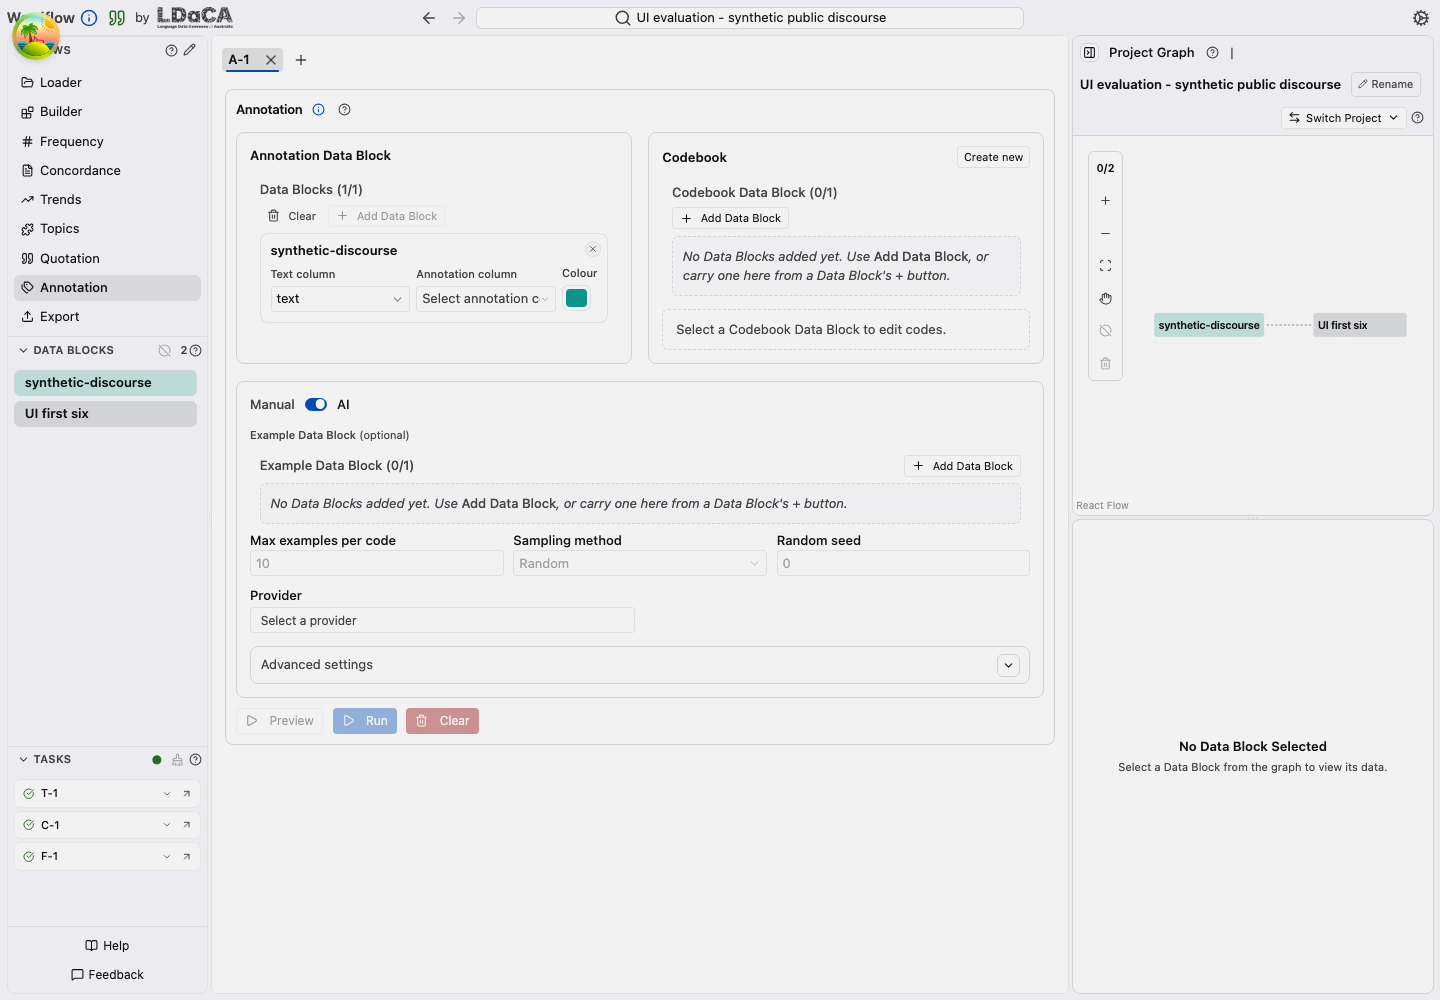 by LDaCA
Language Data Commons of Australia
UI evaluation - synthetic public discourse
Loader
Builder
Frequency
Concordance
Trends
Topics
Quotation
Annotation
Export
DATA BLOCKS 2
synthetic-discourse
UI first six
TASKS
T-1
C-1
F-1
Help
Feedback
A-1
Annotation
Annotation Data Block
Data Blocks (1/1)
Clear
Add Data Block
synthetic-discourse
Text column Annotation column Colour
text Select annotation c
Codebook Create new
Codebook Data Block (0/1)
Add Data Block
No Data Blocks added yet. Use Add Data Block, or
carry one here from a Data Block's + button.
Select a Codebook Data Block to edit codes.
Manual AI
Example Data Block (optional)
Example Data Block (0/1) Add Data Block
No Data Blocks added yet. Use Add Data Block, or carry one here from a Data Block's + button.
Max examples per code Sampling method Random seed
10 Random 0
Provider
Select a provider
Advanced settings
Preview Run Clear
Project Graph
UI evaluation - synthetic public discourse Rename
Switch Project
0/2
synthetic-discourse UI first six
React Flow
No Data Block Selected
Select a Data Block from the graph to view its data.